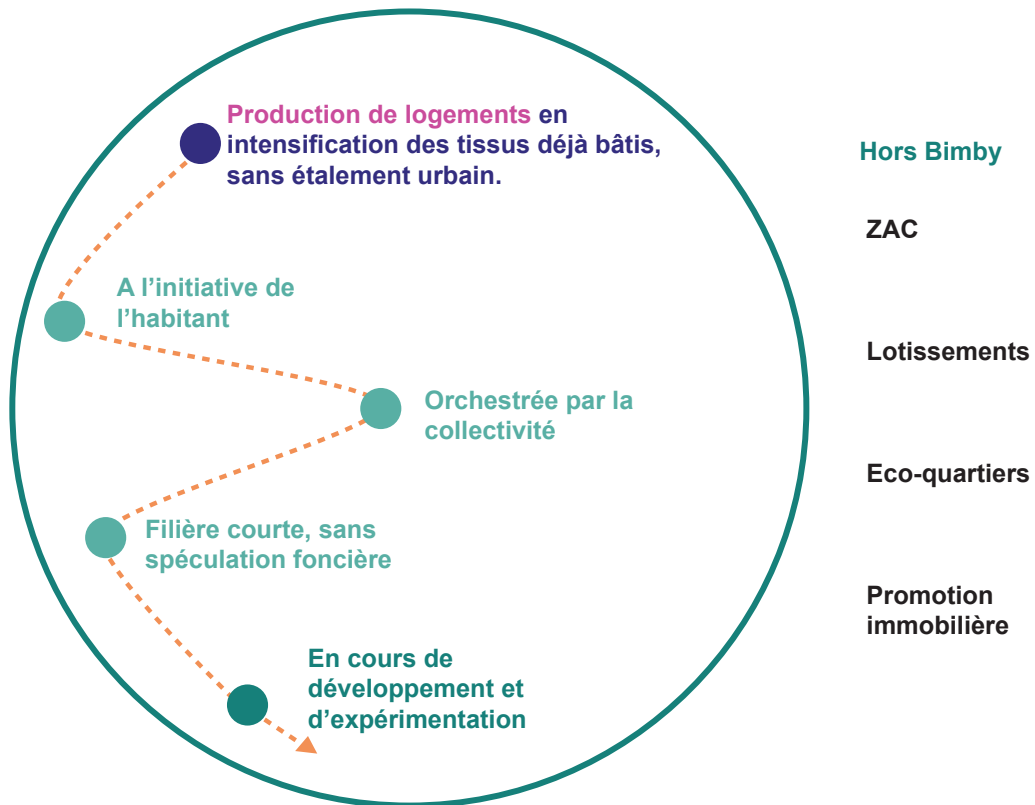 Production de logements en
intensification des tissus déjà bâtis,
sans étalement urbain.
A l’initiative de
l’habitant
Orchestrée par la
collectivité
Filière courte, sans
spéculation foncière
En cours de
développement et
d’expérimentation
Hors Bimby
ZAC
Lotissements
Eco-quartiers
Promotion
immobilière